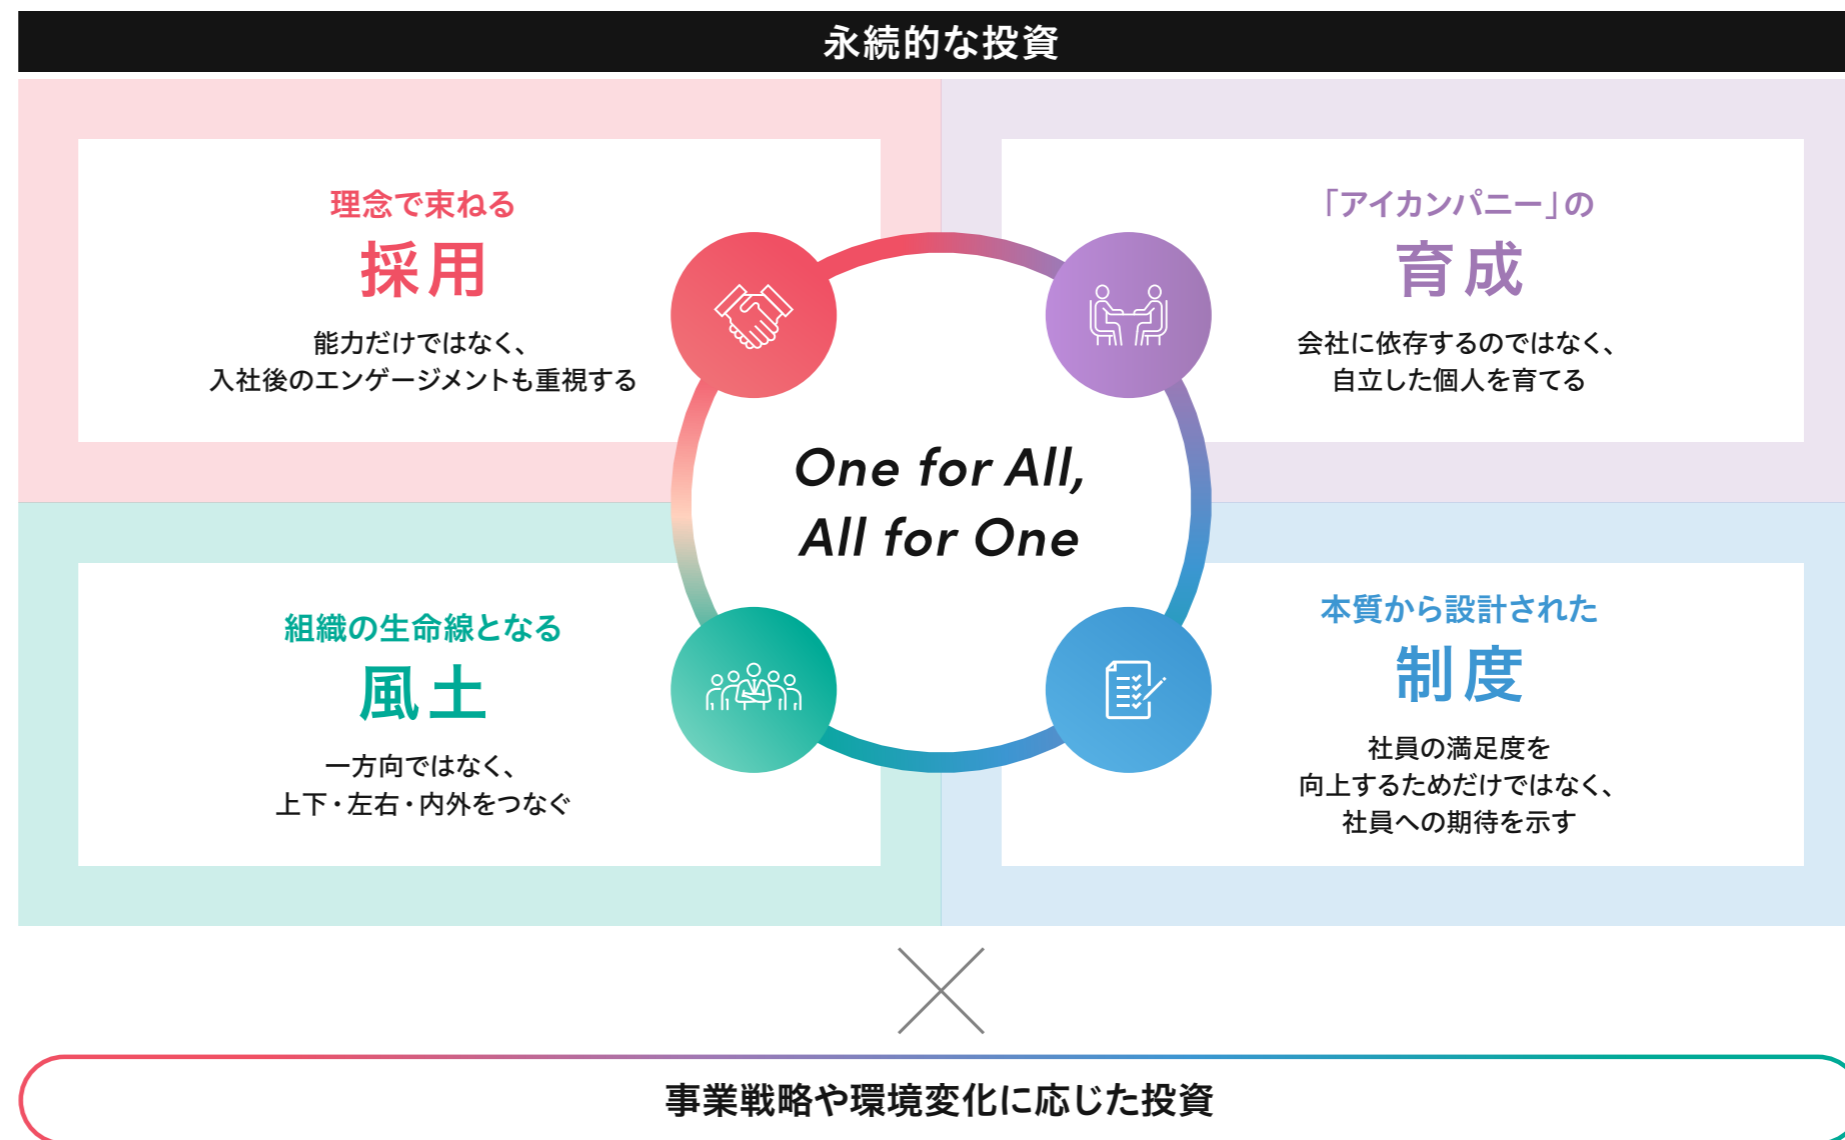 永続的な投資
理念で束ねる
採用
能力だけではなく、
入社後のエンゲージメントも重視する
「アイカンパニー」の
育成
会社に依存するのではなく、
自立した個人を育てる
One for All,
All for One
組織の生命線となる
風土
一方向ではなく、
上下・左右・内外をつなぐ
本質から設計された
制度
社員の満足度を
向上するためだけではなく、
社員への期待を示す
事業戦略や環境変化に応じた投資